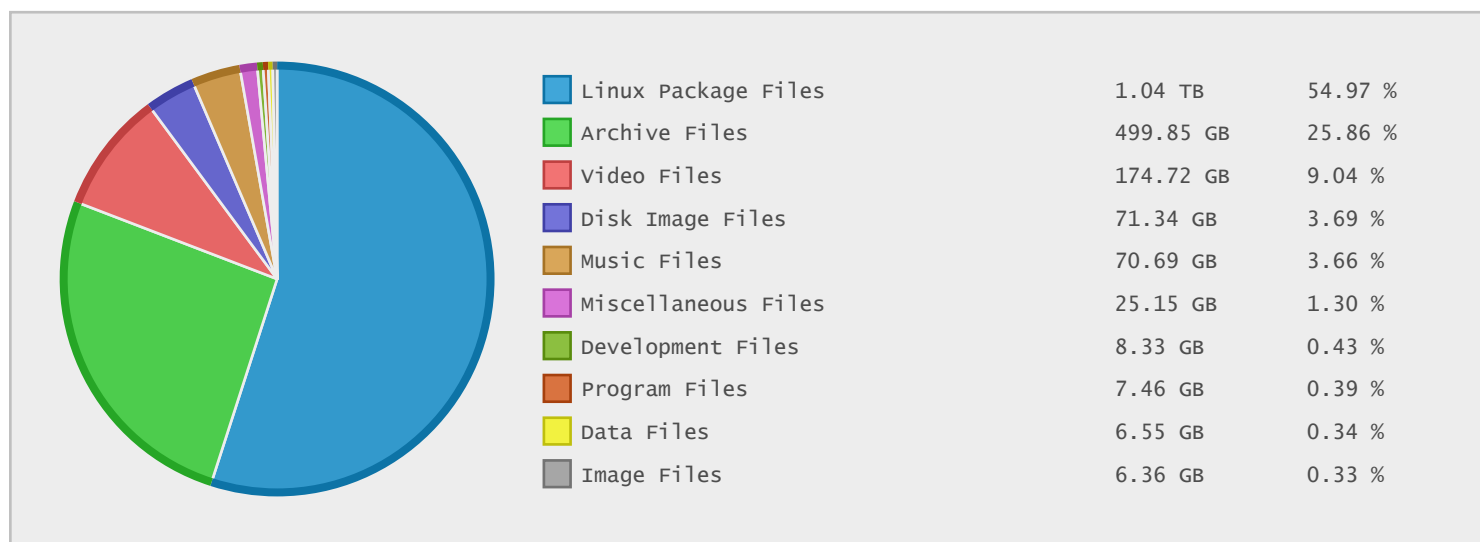 Linux Package Files 1.04 TB 54.97 %
Archive Files 499.85 GB 25.86 %
Video Files 174.72 GB 9.04 %
Disk Image Files 71.34 GB 3.69 %
Music Files 70.69 GB 3.66 %
Miscellaneous Files 25.15 GB 1.30 %
Development Files 8.33 GB 0.43 %
Program Files 7.46 GB 0.39 %
Data Files 6.55 GB 0.34 %
Image Files 6.36 GB 0.33 %